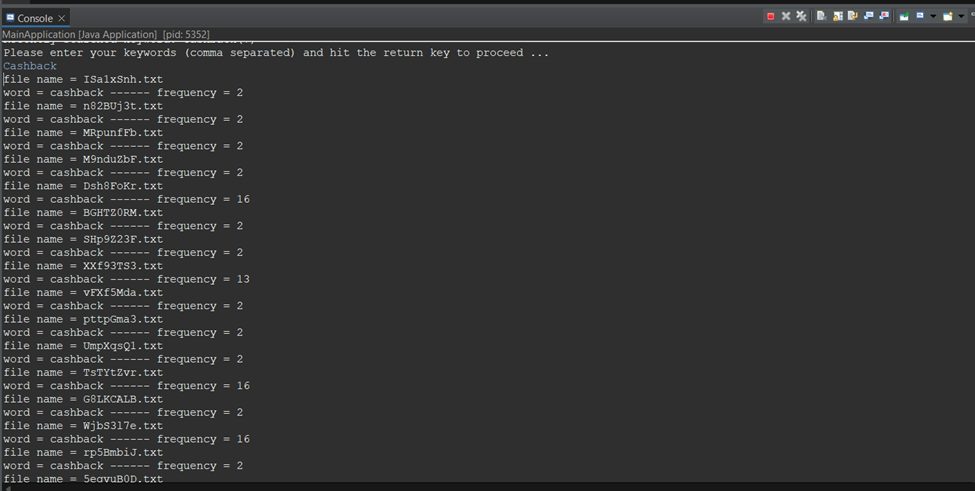 Console
MainApplication [Java Application] [pid: 5352]
Please enter your keywords (comma separated) and hit the return key to proceed ...
Cashback
file name = ISa1xSnh.txt
word = cashback ------ frequency = 2
file name = n82BUj3t.txt
word = cashback ------ frequency = 2
file name = MRpunfFb.txt
word = cashback ------ frequency = 2
file name = M9nduZbF.txt
word = cashback ------ frequency = 2
file name = Dsh8FoKr.txt
word = cashback ------ frequency = 16
file name = BGHTZ0RM.txt
word = cashback ------ frequency = 2
file name = SHp9Z23F.txt
word = cashback ------ frequency = 2
file name = XXf93TS3.txt
word = cashback ------ frequency = 13
file name = vFXf5Mda.txt
word = cashback ------ frequency = 2
file name = pttpGma3.txt
word = cashback ------ frequency = 2
file name = UmpXqsQ1.txt
word = cashback ------ frequency = 2
file name = TsTYtZvr.txt
word = cashback ------ frequency = 16
file name = G8LKCALB.txt
word = cashback ------ frequency = 2
file name = WjbS3l7e.txt
word = cashback ------ frequency = 16
file name = rp5BmbiJ.txt
word = cashback ------ frequency = 2
file name = 5eqvuB0D.txt